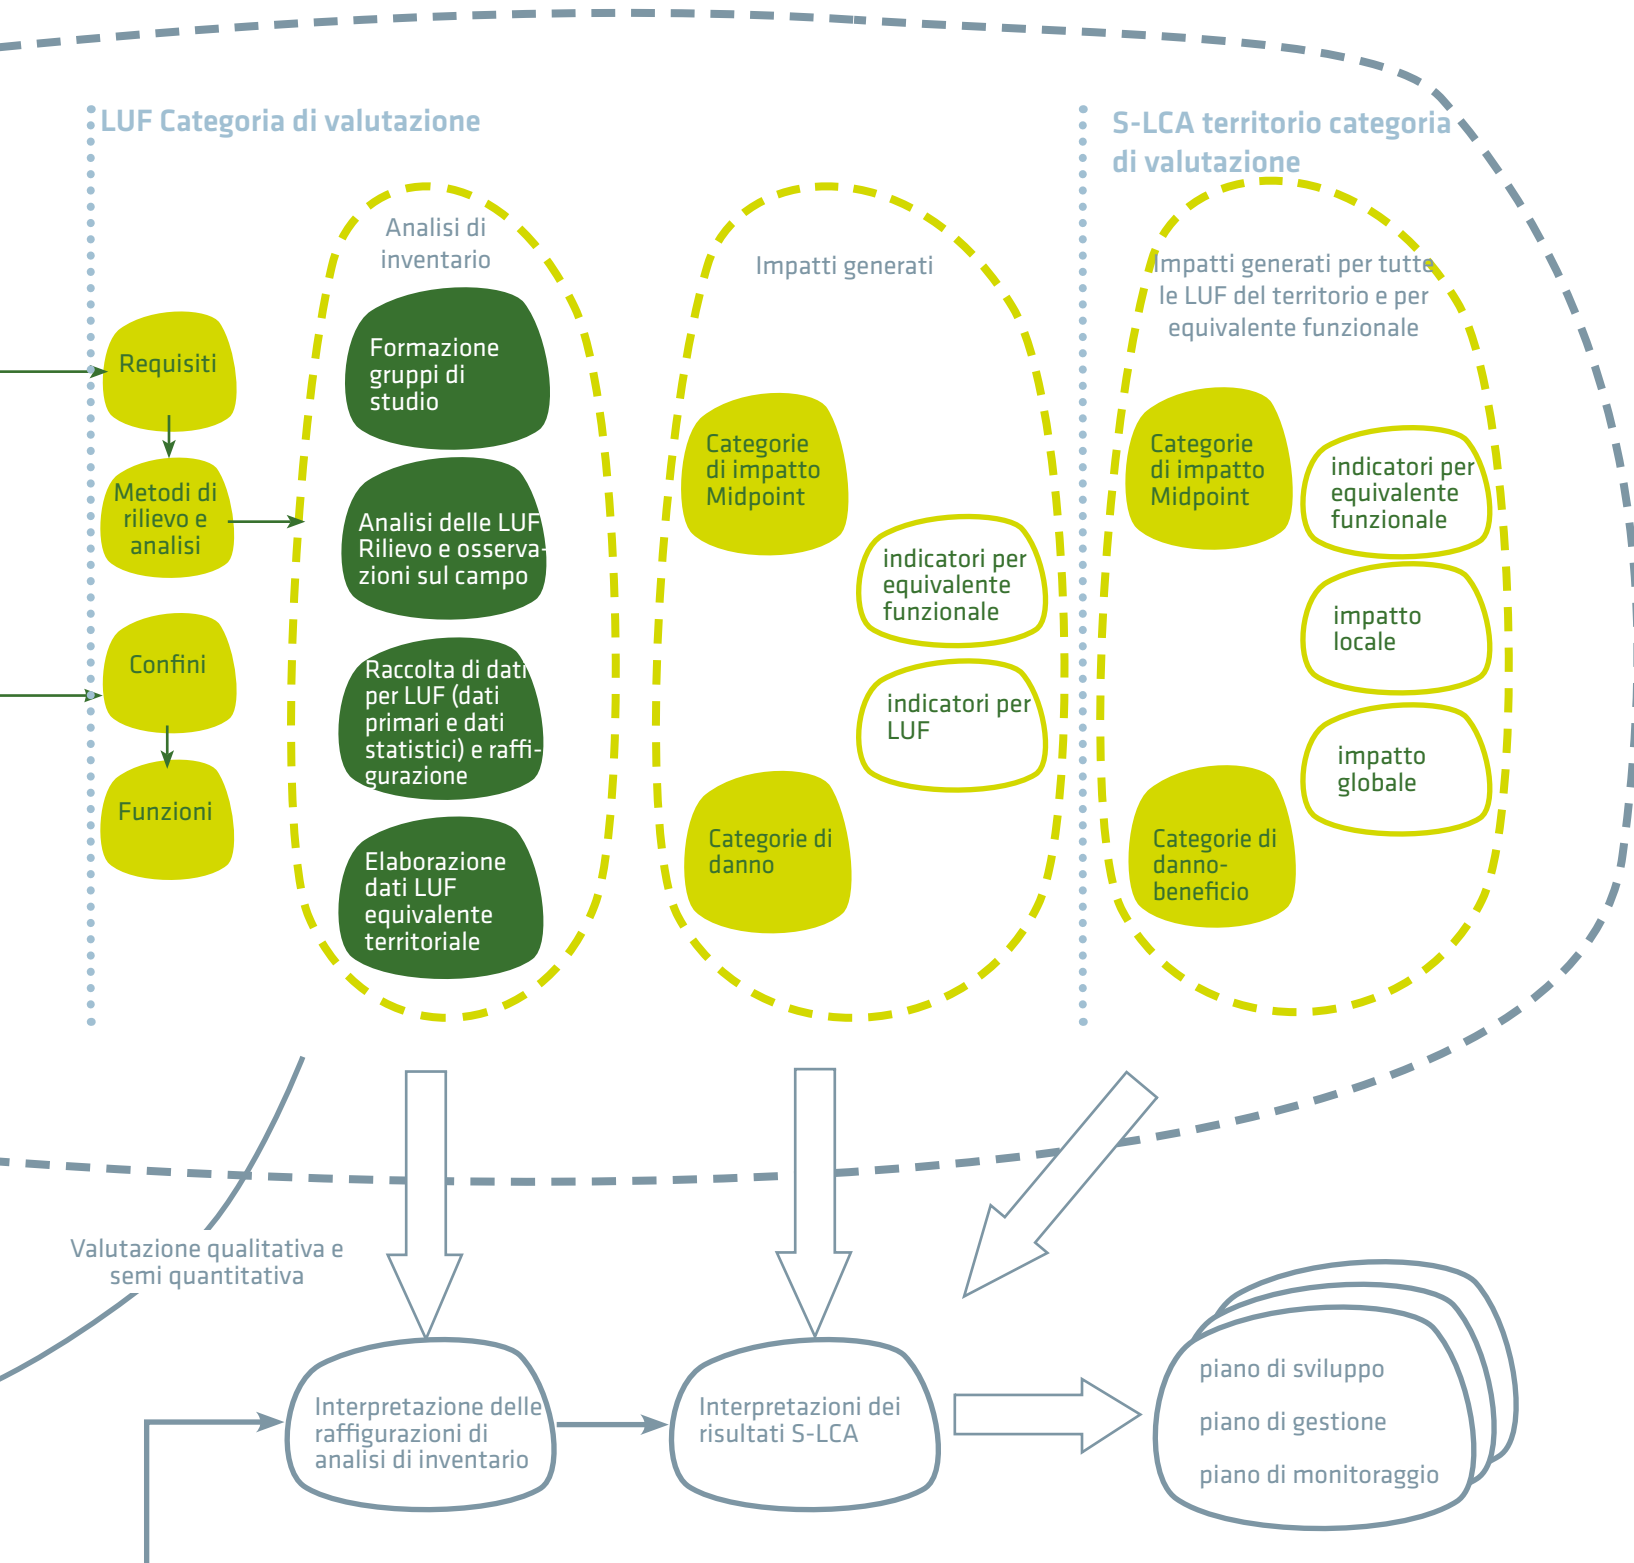 LUF Categoria di valutazione
S-LCA territorio categoria
di valutazione
Analisi di
inventario
Impatti generati
Impatti generati per tutte
le LUF del territorio e per
equivalente funzionale
Requisiti
Metodi di
rilievo e
analisi
Confini
Funzioni
Formazione
gruppi di
studio
Analisi delle LUF
Rilievo e osserva-
zioni sul campo
Raccolta di dati
per LUF (dati
primari e dati
statistici) e raffi-
gurazione
Elaborazione
dati LUF
equivalente
territoriale
Categorie
di impatto
Midpoint
indicatori per
equivalente
funzionale
indicatori per
LUF
Categorie di
danno
Categorie
di impatto
Midpoint
indicatori per
equivalente
funzionale
impatto
locale
impatto
globale
Categorie di
danno-
beneficio
Valutazione qualitativa e
semi quantitativa
Interpretazione delle
raffigurazioni di
analisi di inventario
Interpretazioni dei
risultati S-LCA
piano di sviluppo
piano di gestione
piano di monitoraggio